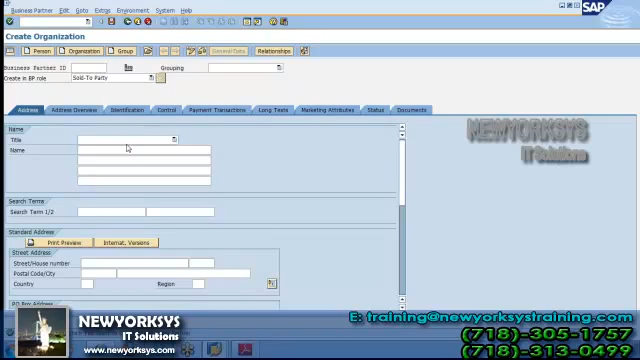 Business Partner Edit Goto Extras System Help
SAP
Create Organization
Person Organization Group General Data Relationships
Business Partner ID Grouping
Create in BP role Sold-To Party
Address Address Overview Identification Control Payment Transactions Long Texts Marketing Attributes Status Documents
Name
Title
Name
NEWYORKSYS
IT Solutions
Search Terms
Search Term 1/2
Standard Address
Print Preview Internat. Versions
Street Address
Street/House number
Postal Code/City
Country Region
PO Box Address
NEWYORKSYS
IT Solutions
www.newyorksys.com
E: training@newyorksystraining.com
(718)-305-1757
(718)-313-0499